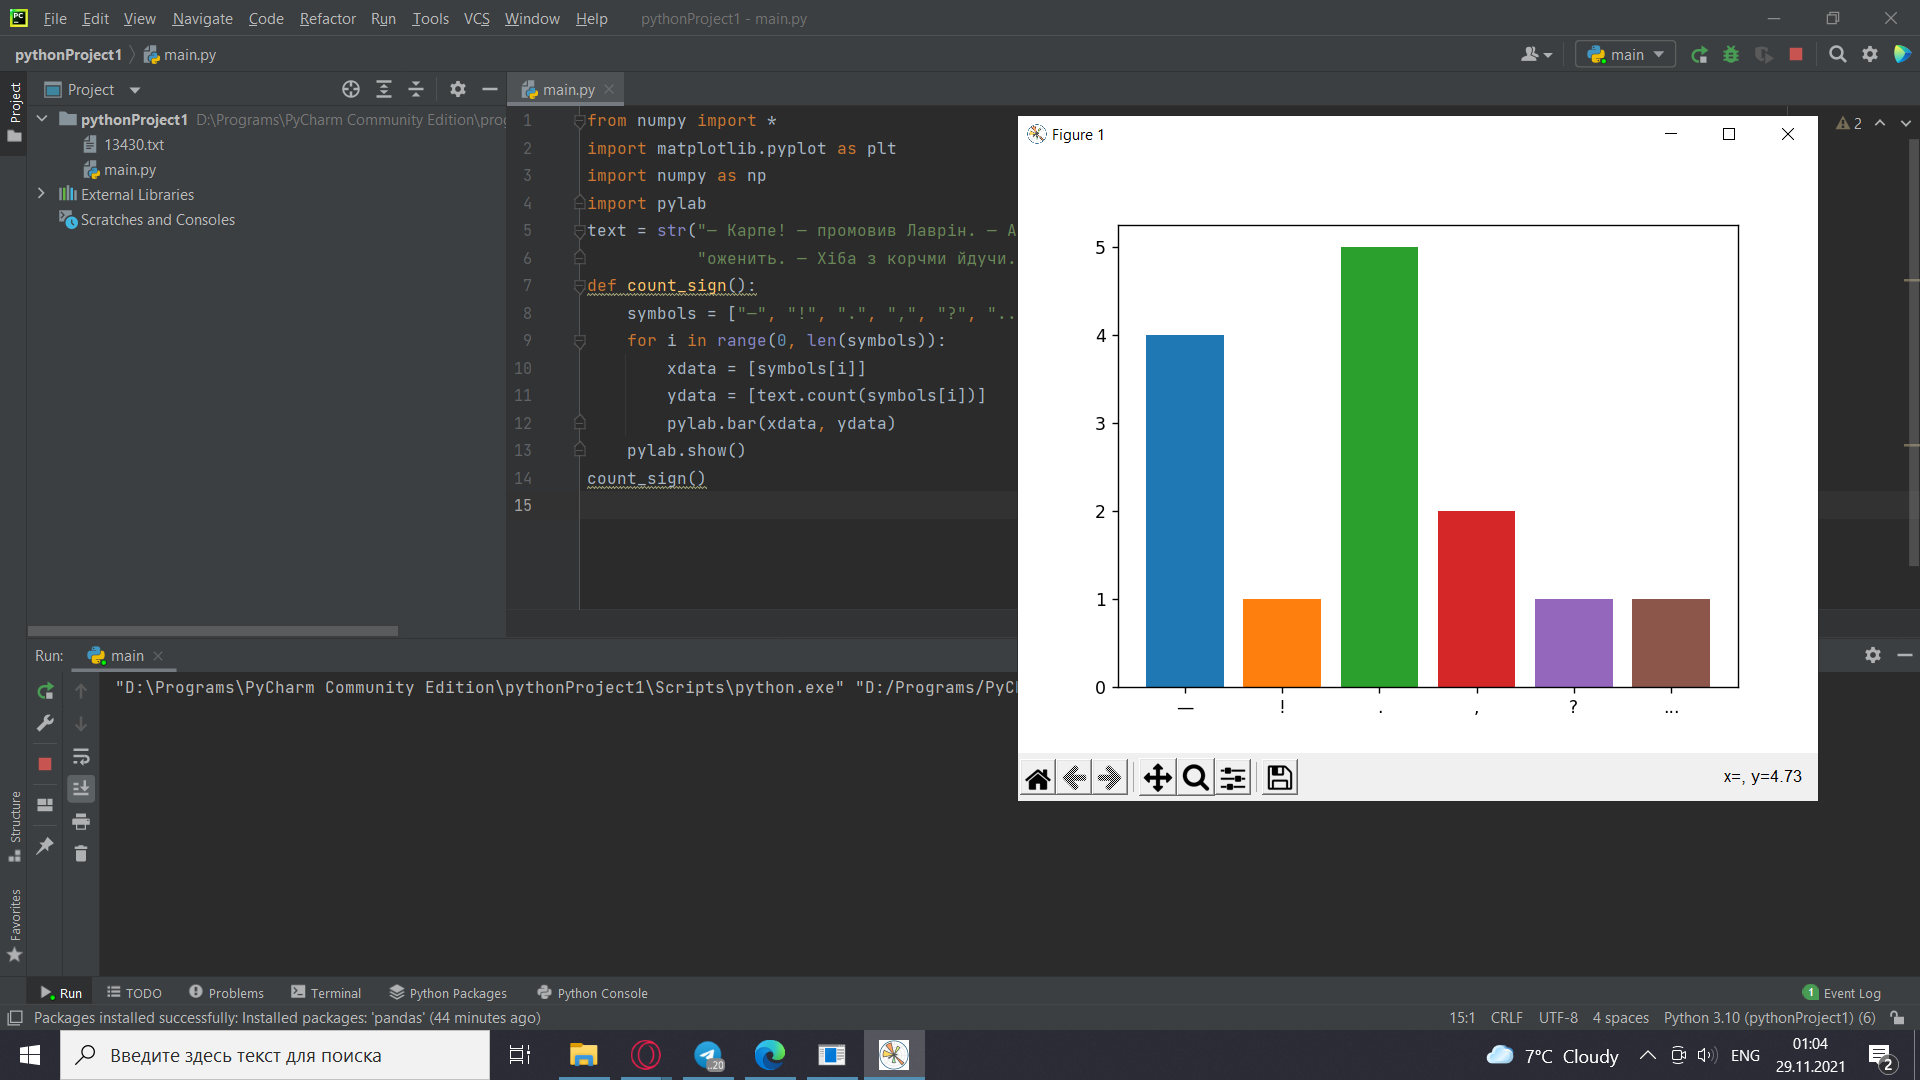 File Edit View Navigate Code Refactor Run Tools VCS Window Help pythonProject1 - main.py
pythonProject1 main.py
main
Project
Project
main.py
pythonProject1 D:\Programs\PyCharm Community Edition\pro
13430.txt
main.py
External Libraries
Scratches and Consoles
1 from numpy import *
2 import matplotlib.pyplot as plt
3 import numpy as np
4 import pylab
5 text = str("— Карпе! — промовив Лаврін. — А
6 "оженить. — Хіба з корчми йдучи.
7 def count_sign():
8 symbols = ["—", "!", ".", ",", "?", "..
9 for i in range(0, len(symbols)):
10 xdata = [symbols[i]]
11 ydata = [text.count(symbols[i])]
12 pylab.bar(xdata, ydata)
13 pylab.show()
14 count_sign()
15
2
Figure 1
5
4
3
2
1
0
— ! . , ? ...
x=, y=4.73
Run: main
"D:\Programs\PyCharm Community Edition\pythonProject1\Scripts\python.exe" "D:/Programs/PyCh
Structure
Favorites
Run TODO Problems Terminal Python Packages Python Console
1 Event Log
Packages installed successfully: Installed packages: 'pandas' (44 minutes ago)
15:1 CRLF UTF-8 4 spaces Python 3.10 (pythonProject1) (6)
Введите здесь текст для поиска
..20
7°C Cloudy
ENG
01:04
29.11.2021
2